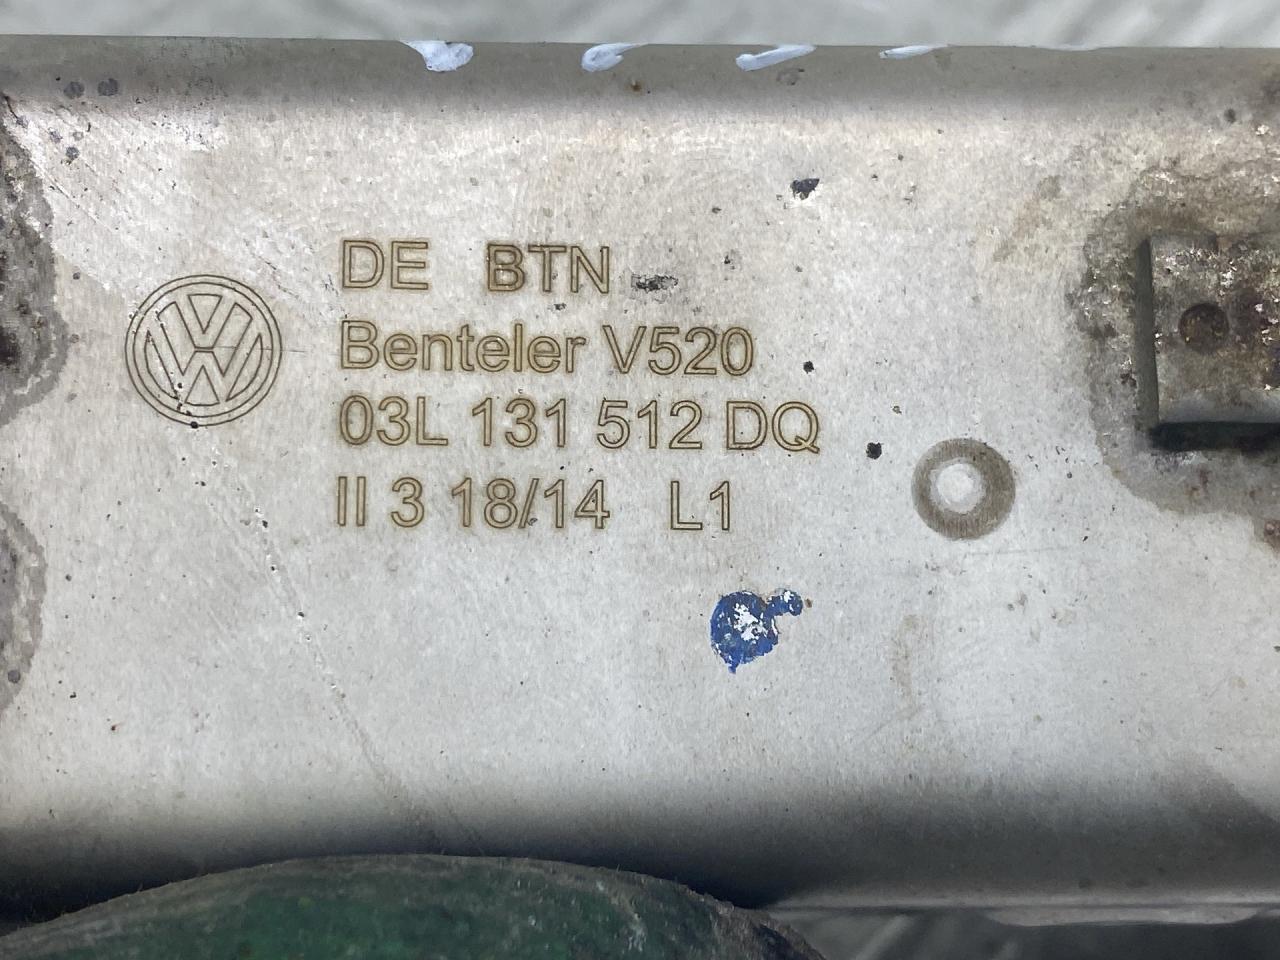 DE BTN
Benteler V520
03L 131 512 DQ
II 3 18/14 L1